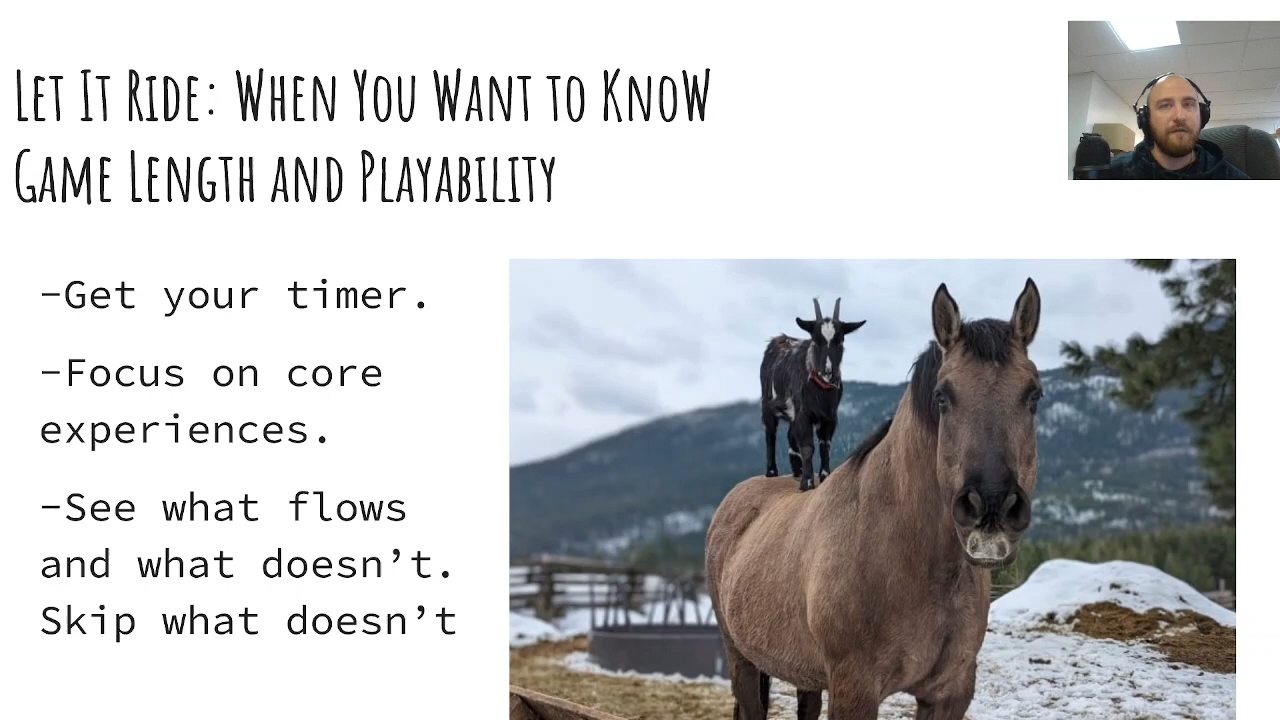 Let It Ride: When You Want to Know
Game Length and Playability
-Get your timer.
-Focus on core
experiences.
-See what flows
and what doesn’t.
Skip what doesn’t